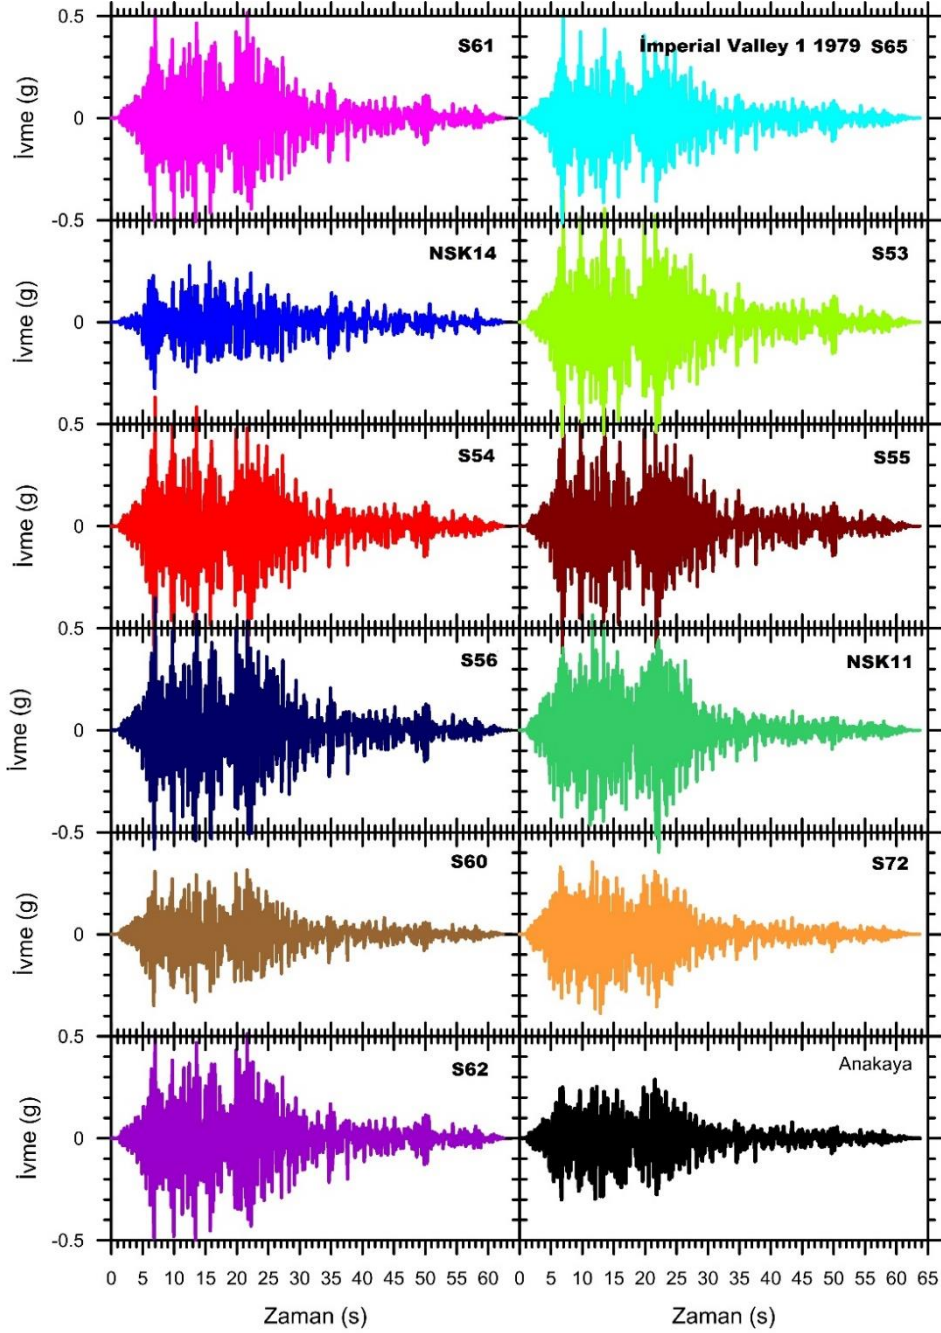 0.5
S61
İmperial Valley 1 1979 S65
İvme (g)
0
-0.5
NSK14
S53
İvme (g)
0
0.5
S54
S55
İvme (g)
0
0.5
S56
NSK11
İvme (g)
0
-0.5
S60
S72
İvme (g)
0
0.5
S62
Anakaya
İvme (g)
0
-0.5
0 5 10 15 20 25 30 35 40 45 50 55 60 0 5 10 15 20 25 30 35 40 45 50 55 60 65
Zaman (s) Zaman (s)